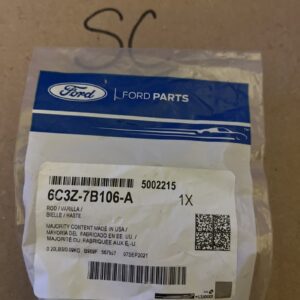 SC
Ford
FORD PARTS
5002215
6C3Z-7B106-A
1X
ROD / VARILLA /
BIELLE / HASTE
MAJORITY CONTENT MADE IN USA /
MAYORIA DEL FABRICADO EN EE. UU. /
MAJORITE DU FABRIQUEE AUX E.-U
07SEP2021